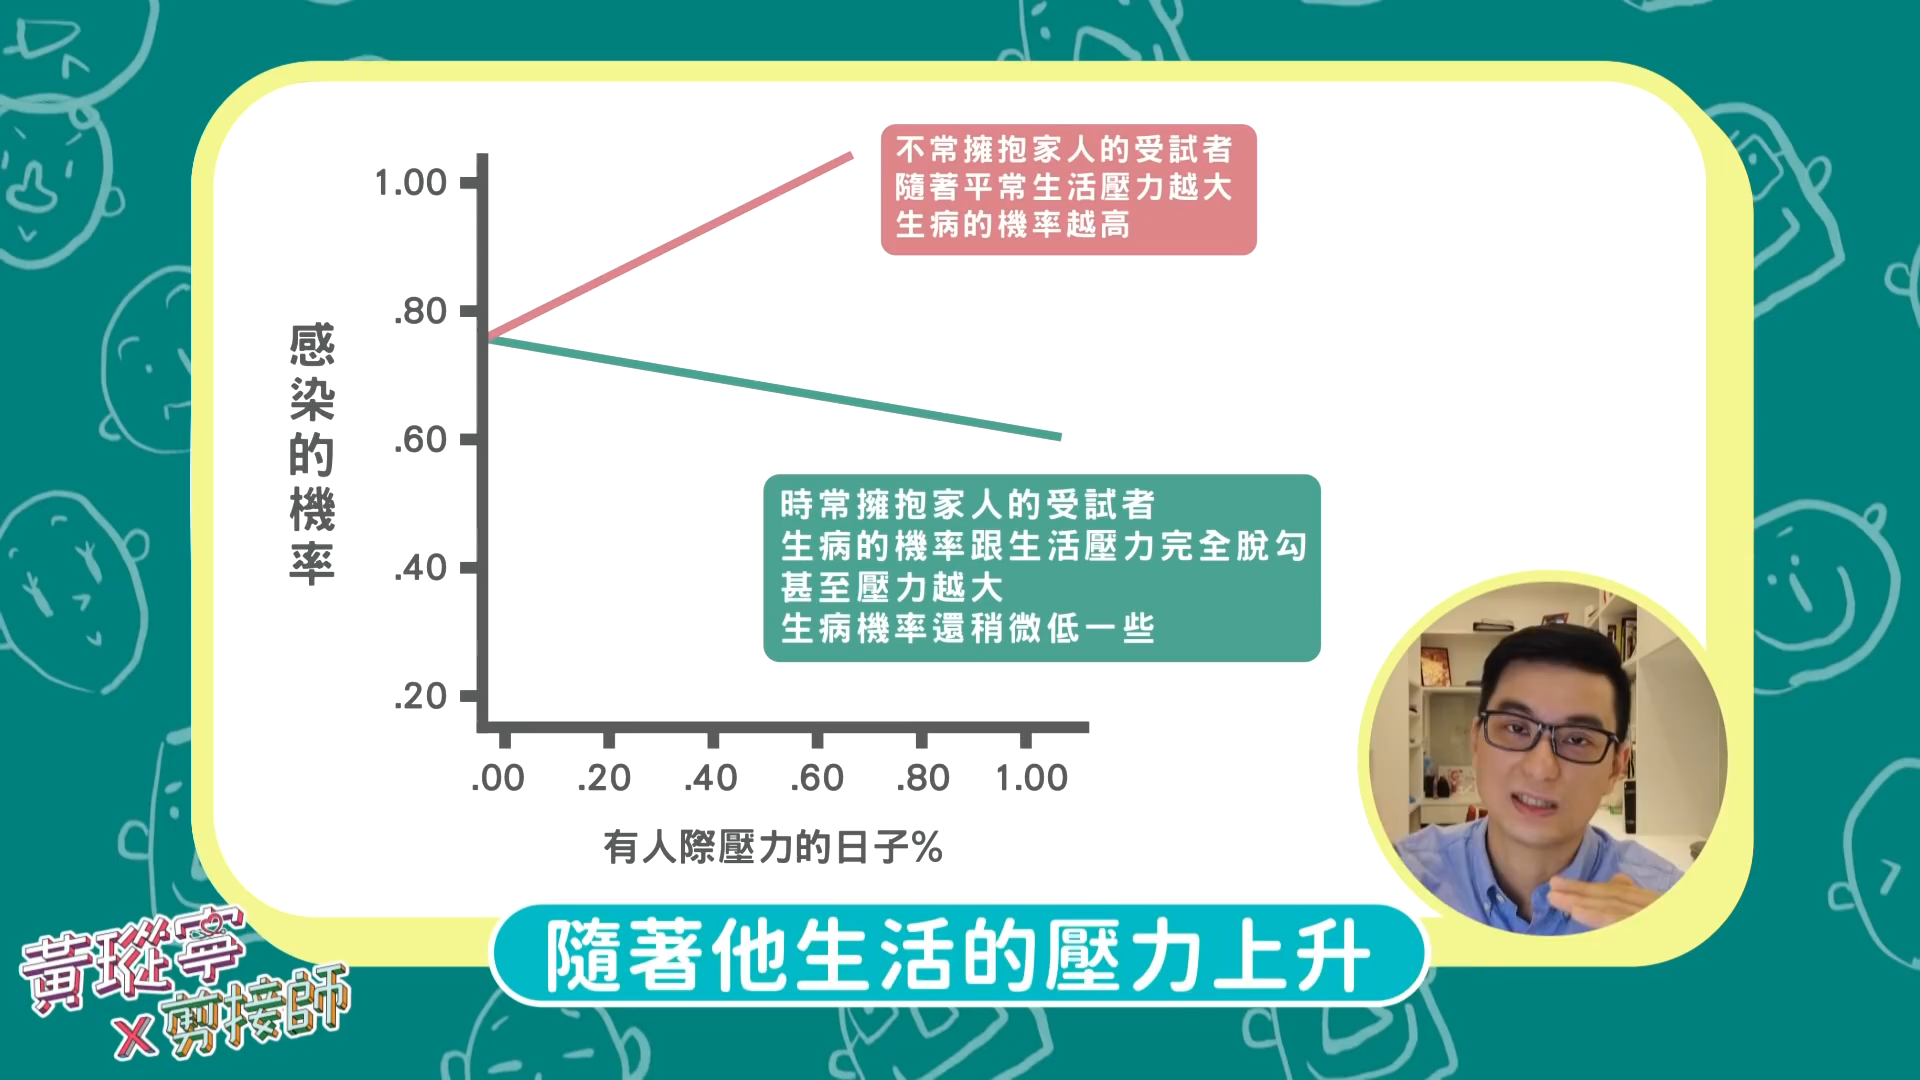 不常擁抱家人的受試者
隨著平常生活壓力越大
生病的機率越高
1.00
.80
.60
.40
.20
感染的機率
時常擁抱家人的受試者
生病的機率跟生活壓力完全脫勾
甚至壓力越大
生病機率還稍微低一些
.00 .20 .40 .60 .80 1.00
有人際壓力的日子%
隨著他生活的壓力上升
黃瑽寧
X剪接師